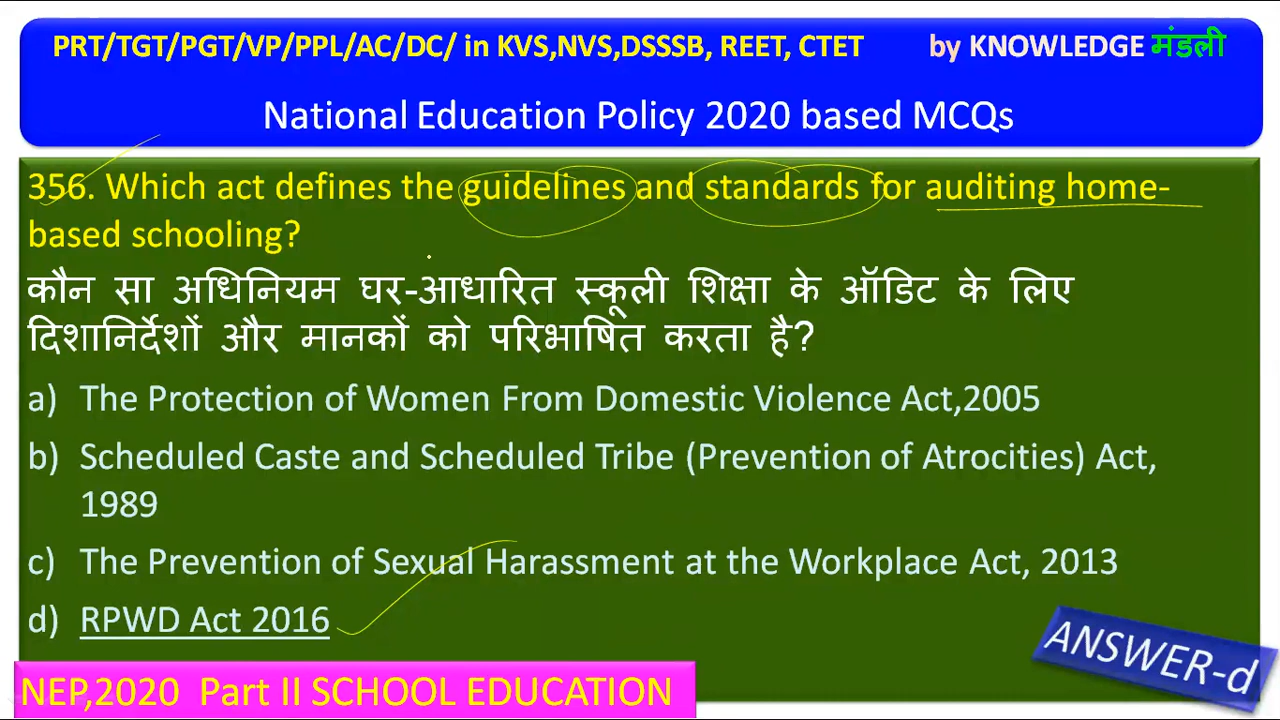 PRT/TGT/PGT/VP/PPL/AC/DC/ in KVS,NVS,DSSSB, REET, CTET by KNOWLEDGE मंडली
National Education Policy 2020 based MCQs
356. Which act defines the guidelines and standards for auditing home-
based schooling?
कौन सा अधिनियम घर-आधारित स्कूली शिक्षा के ऑडिट के लिए
दिशानिर्देशों और मानकों को परिभाषित करता है?
a) The Protection of Women From Domestic Violence Act,2005
b) Scheduled Caste and Scheduled Tribe (Prevention of Atrocities) Act,
1989
c) The Prevention of Sexual Harassment at the Workplace Act, 2013
d) RPWD Act 2016
ANSWER-d
NEP,2020 Part II SCHOOL EDUCATION